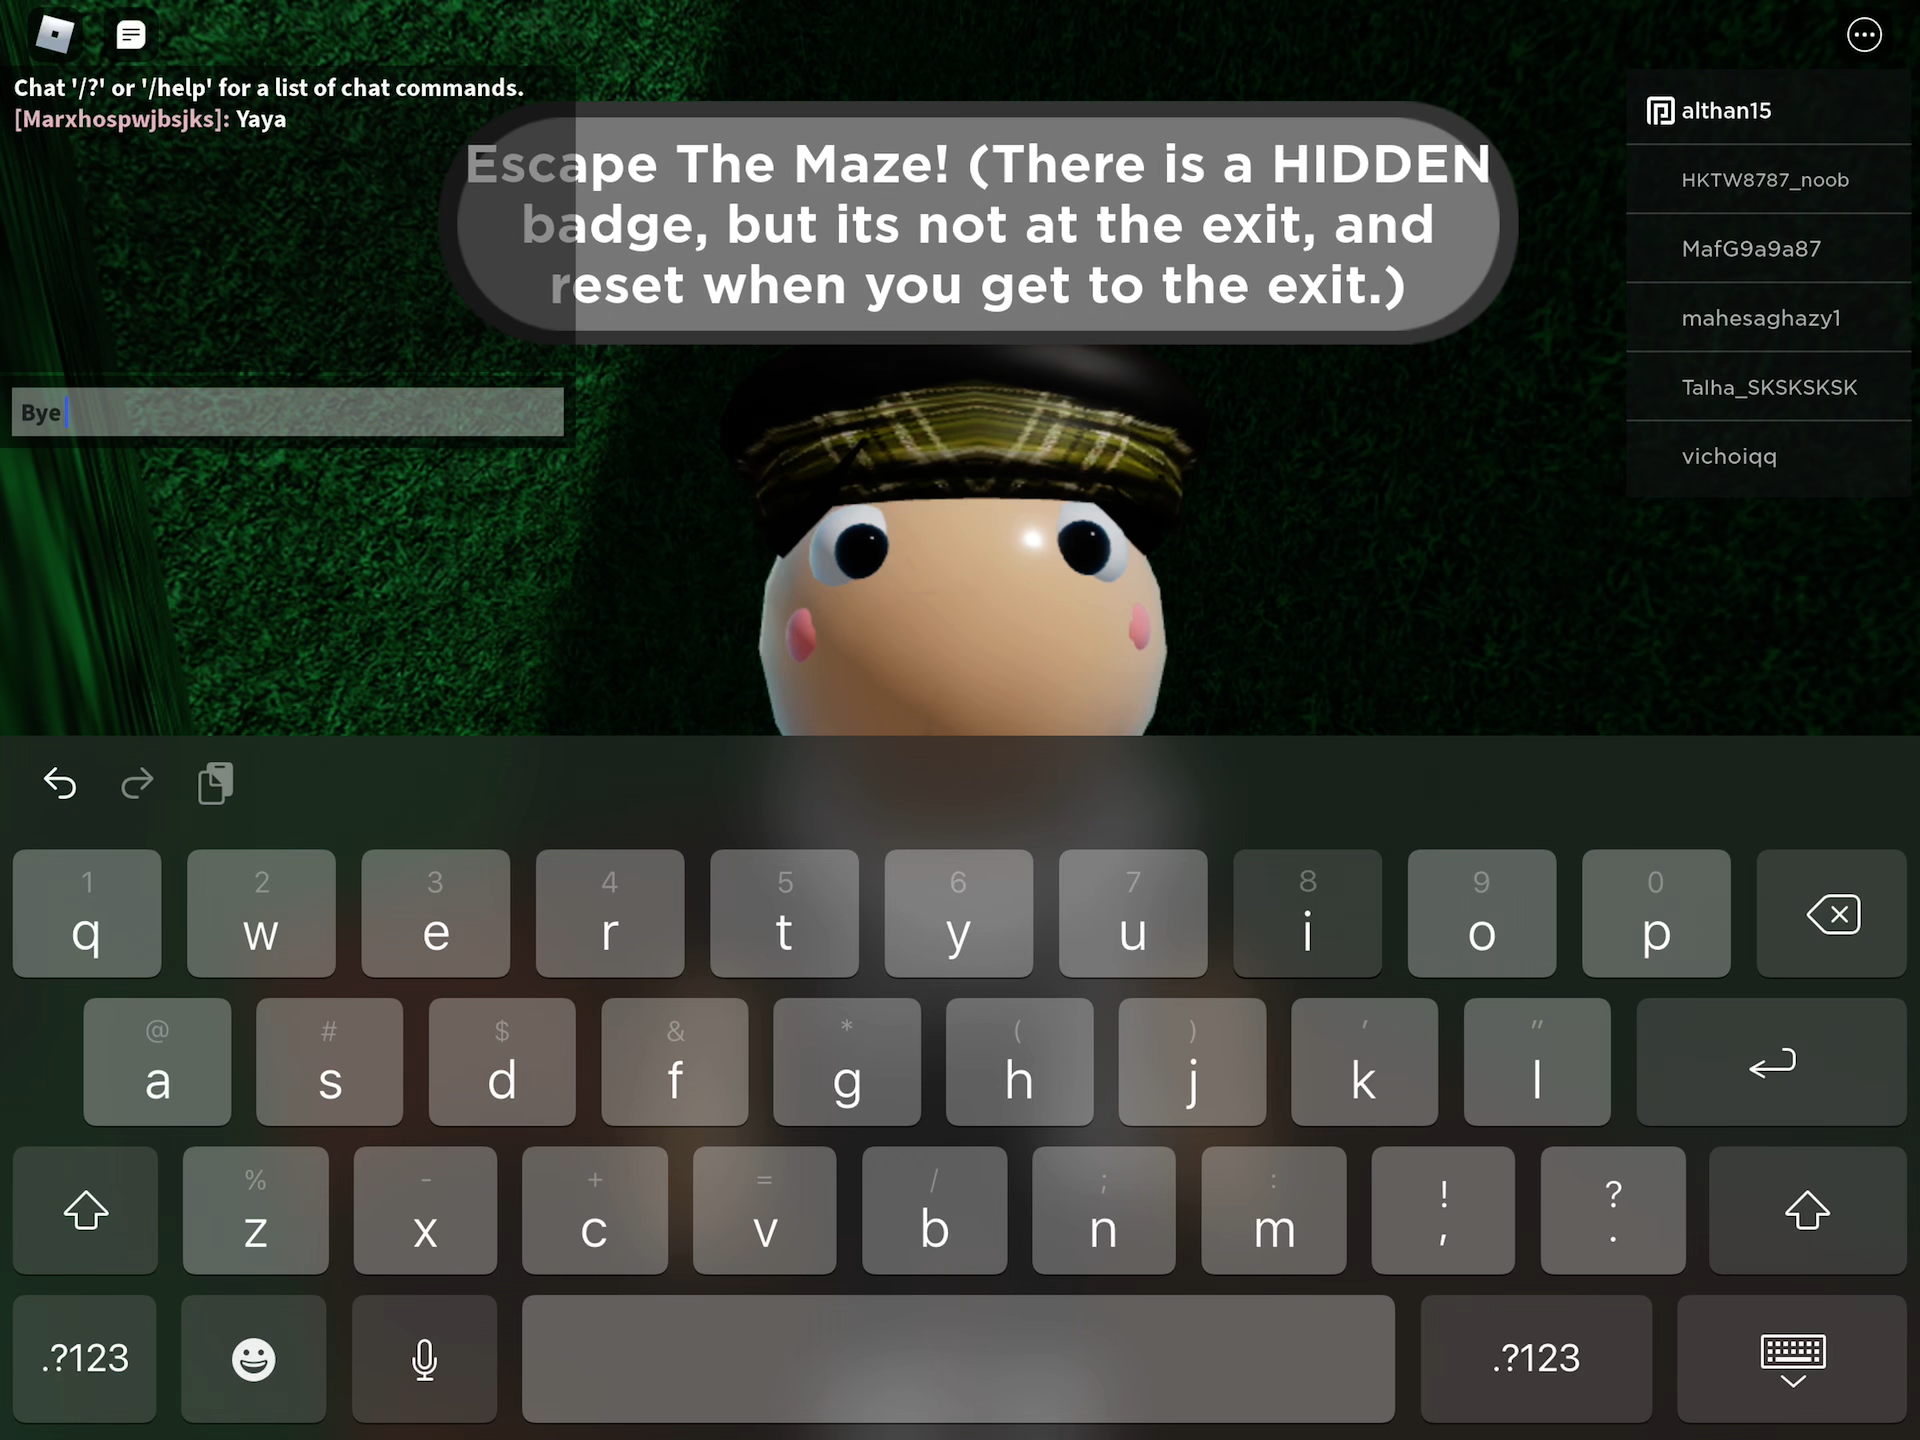 Chat '/?' or '/help' for a list of chat commands.
[Marxhospwjbsjks]: Yaya
Escape The Maze! (There is a HIDDEN
badge, but its not at the exit, and
reset when you get to the exit.)
althan15
HKTW8787_noob
MafG9a9a87
mahesaghazy1
Talha_SKSKSKSK
vichoiqq
Bye
1 2 3 4 5 6 7 8 9 0
q w e r t y u i o p
@ # $ & * ( ) ' "
a s d f g h j k l
% - + = / ; : ! ?
z x c v b n m , .
.?123 .?123